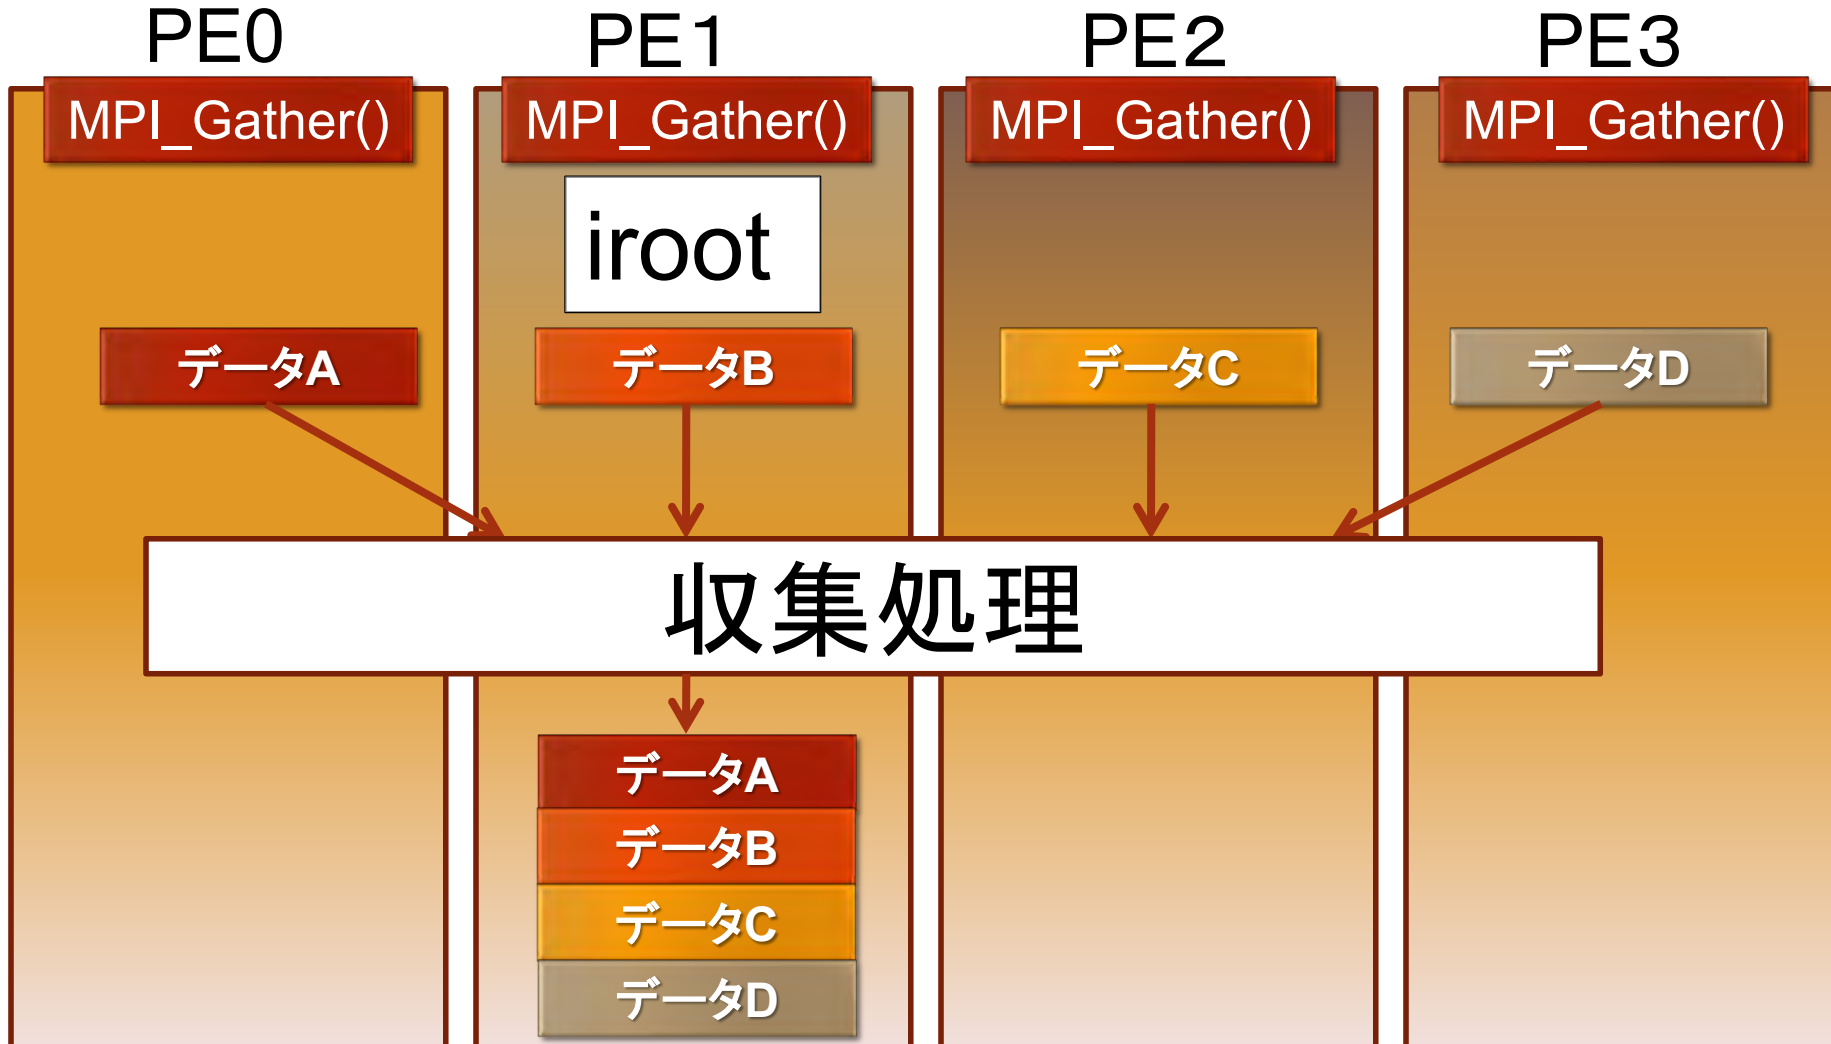 PE0
PE1
PE2
PE3
MPI_Gather()
MPI_Gather()
MPI_Gather()
MPI_Gather()
iroot
データA
データB
データC
データD
収集処理
データA
データB
データC
データD